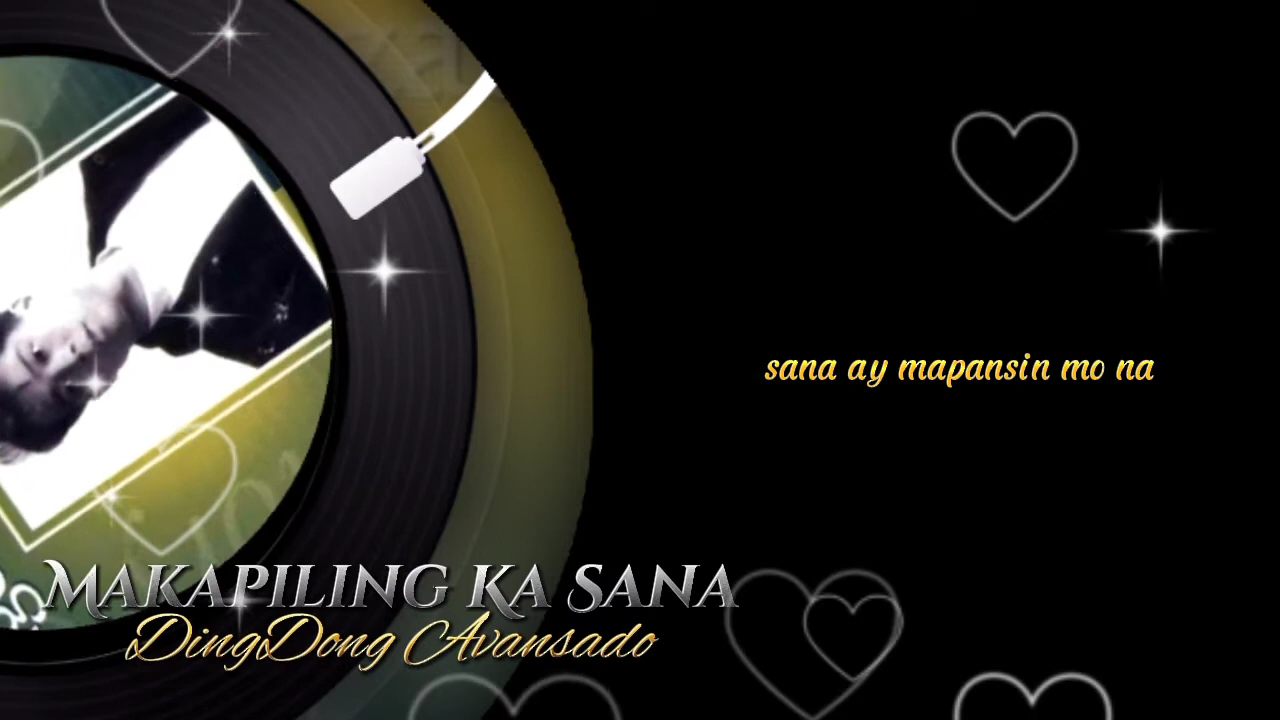 sana ay mapansin mo na
Makapiling Ka Sana
DingDong Avansado